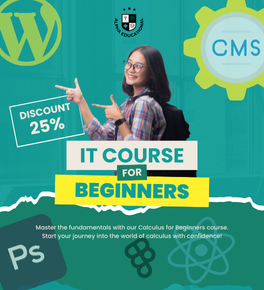 CMS
DISCOUNT
25%
IT COURSE
FOR
BEGINNERS
Master the fundamentals with our Calculus for Beginners course.
Start your journey into the world of calculus with confidence!
Ps